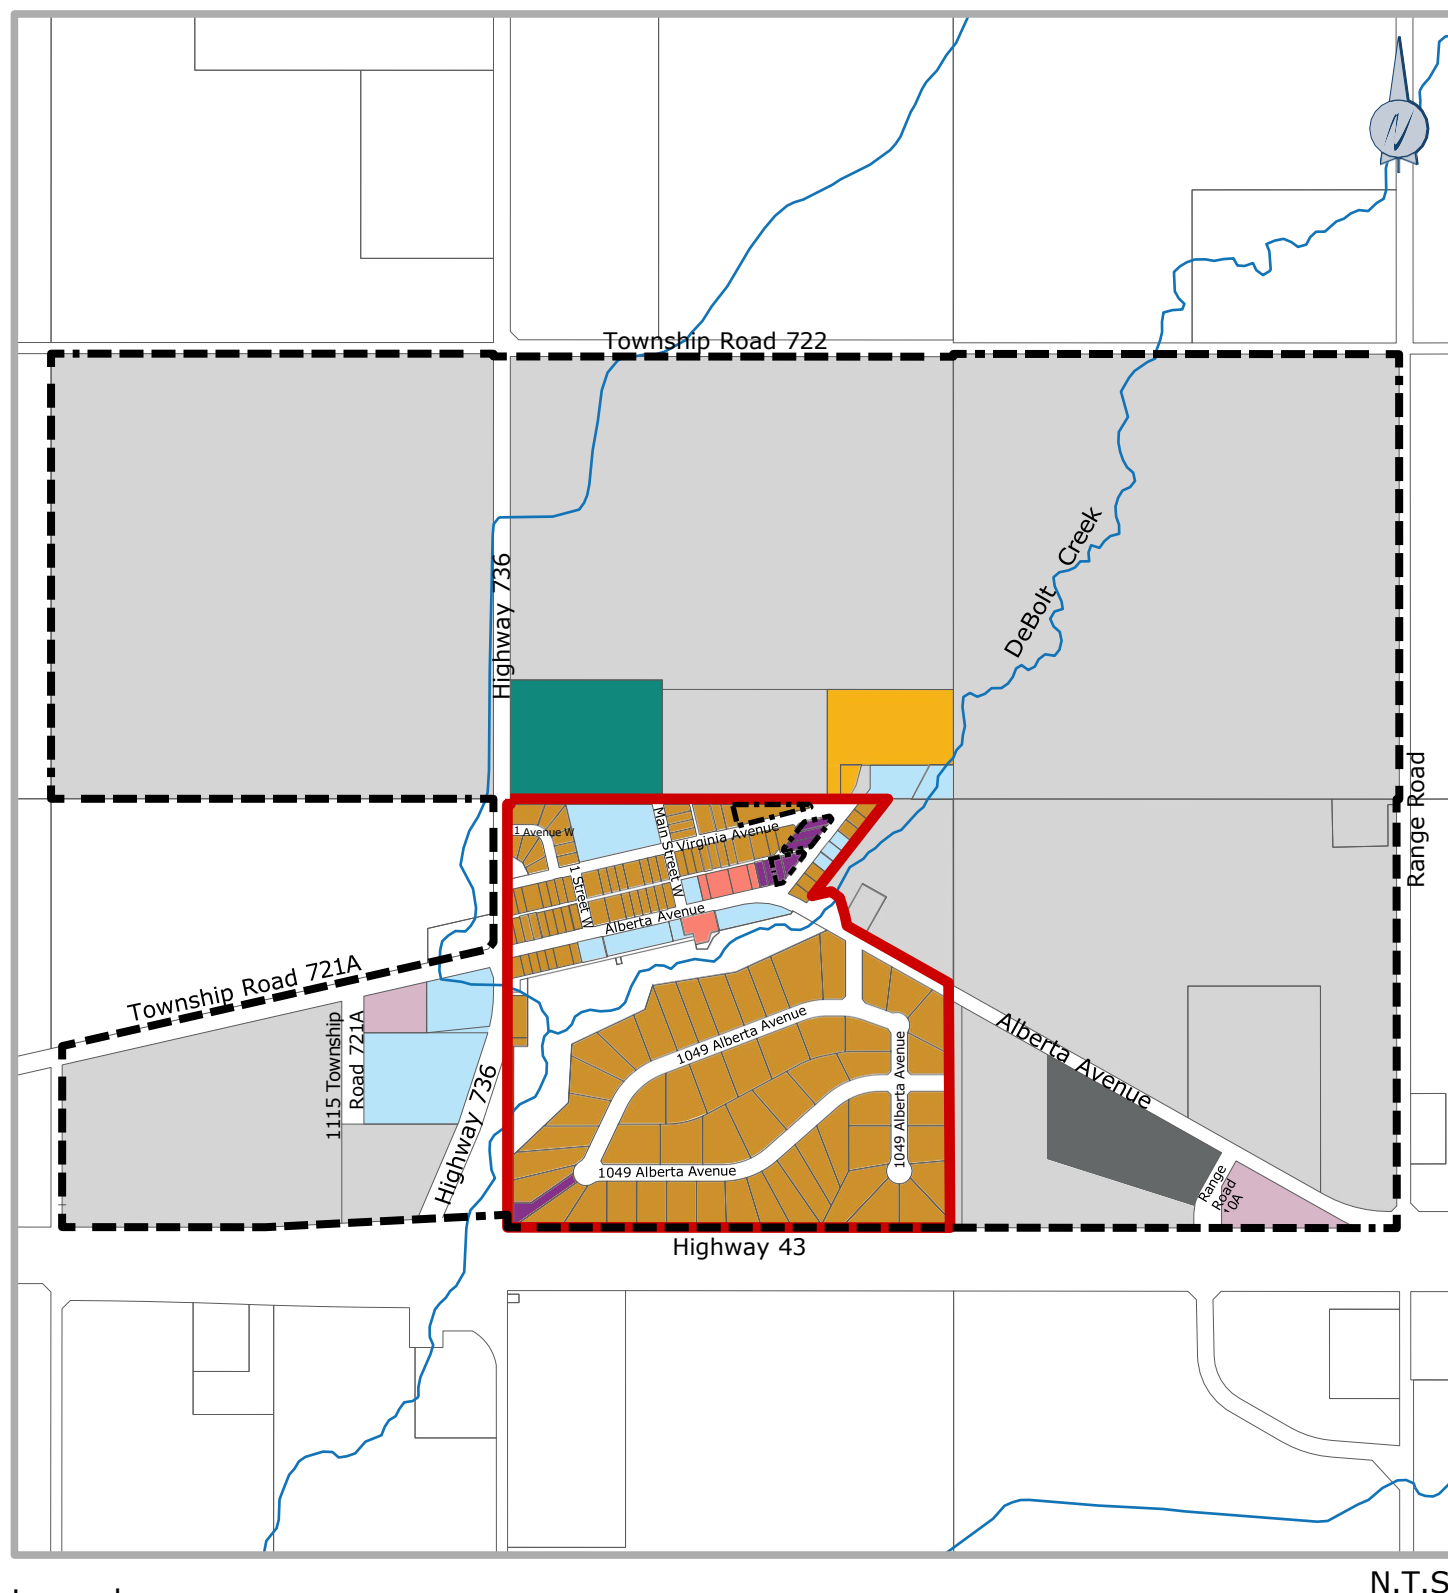 Township Road 722
Highway 736
DeBolt Creek
Range Road
1 Avenue W
Main Street W
Virginia Avenue
1 Street W
Alberta Avenue
Township Road 721A
1115 Township
Road 721A
Highway 736
1049 Alberta Avenue
1049 Alberta Avenue
1049 Alberta Avenue
Alberta Avenue
Range
Road
10A
Highway 43
N.T.S